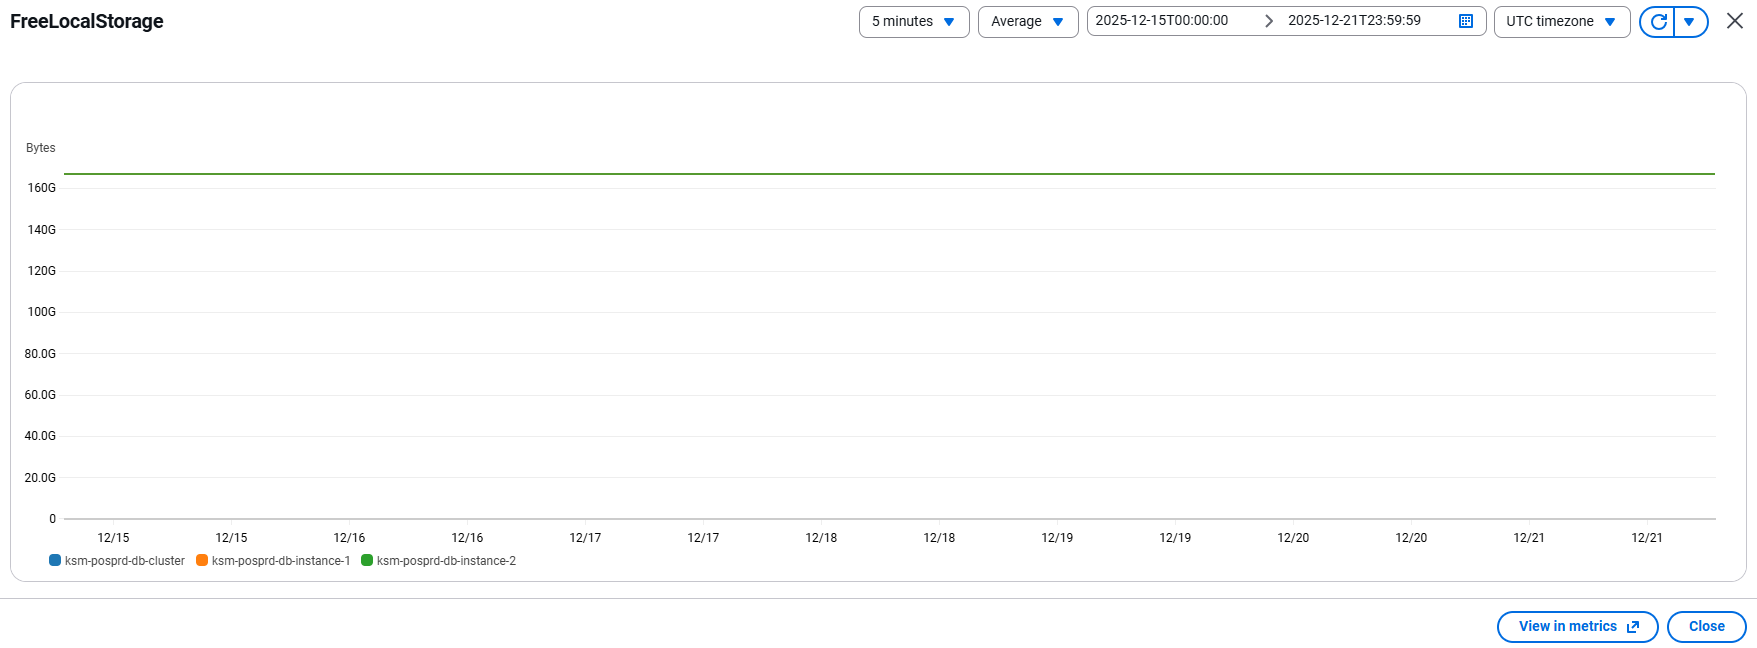 FreeLocalStorage
5 minutes Average 2025-12-15T00:00:00 2025-12-21T23:59:59 UTC timezone
Bytes
160G
140G
120G
100G
80.0G
60.0G
40.0G
20.0G
0
12/15 12/15 12/16 12/16 12/17 12/17 12/18 12/18 12/19 12/19 12/20 12/20 12/21 12/21
ksm-posprd-db-cluster ksm-posprd-db-instance-1 ksm-posprd-db-instance-2
View in metrics Close